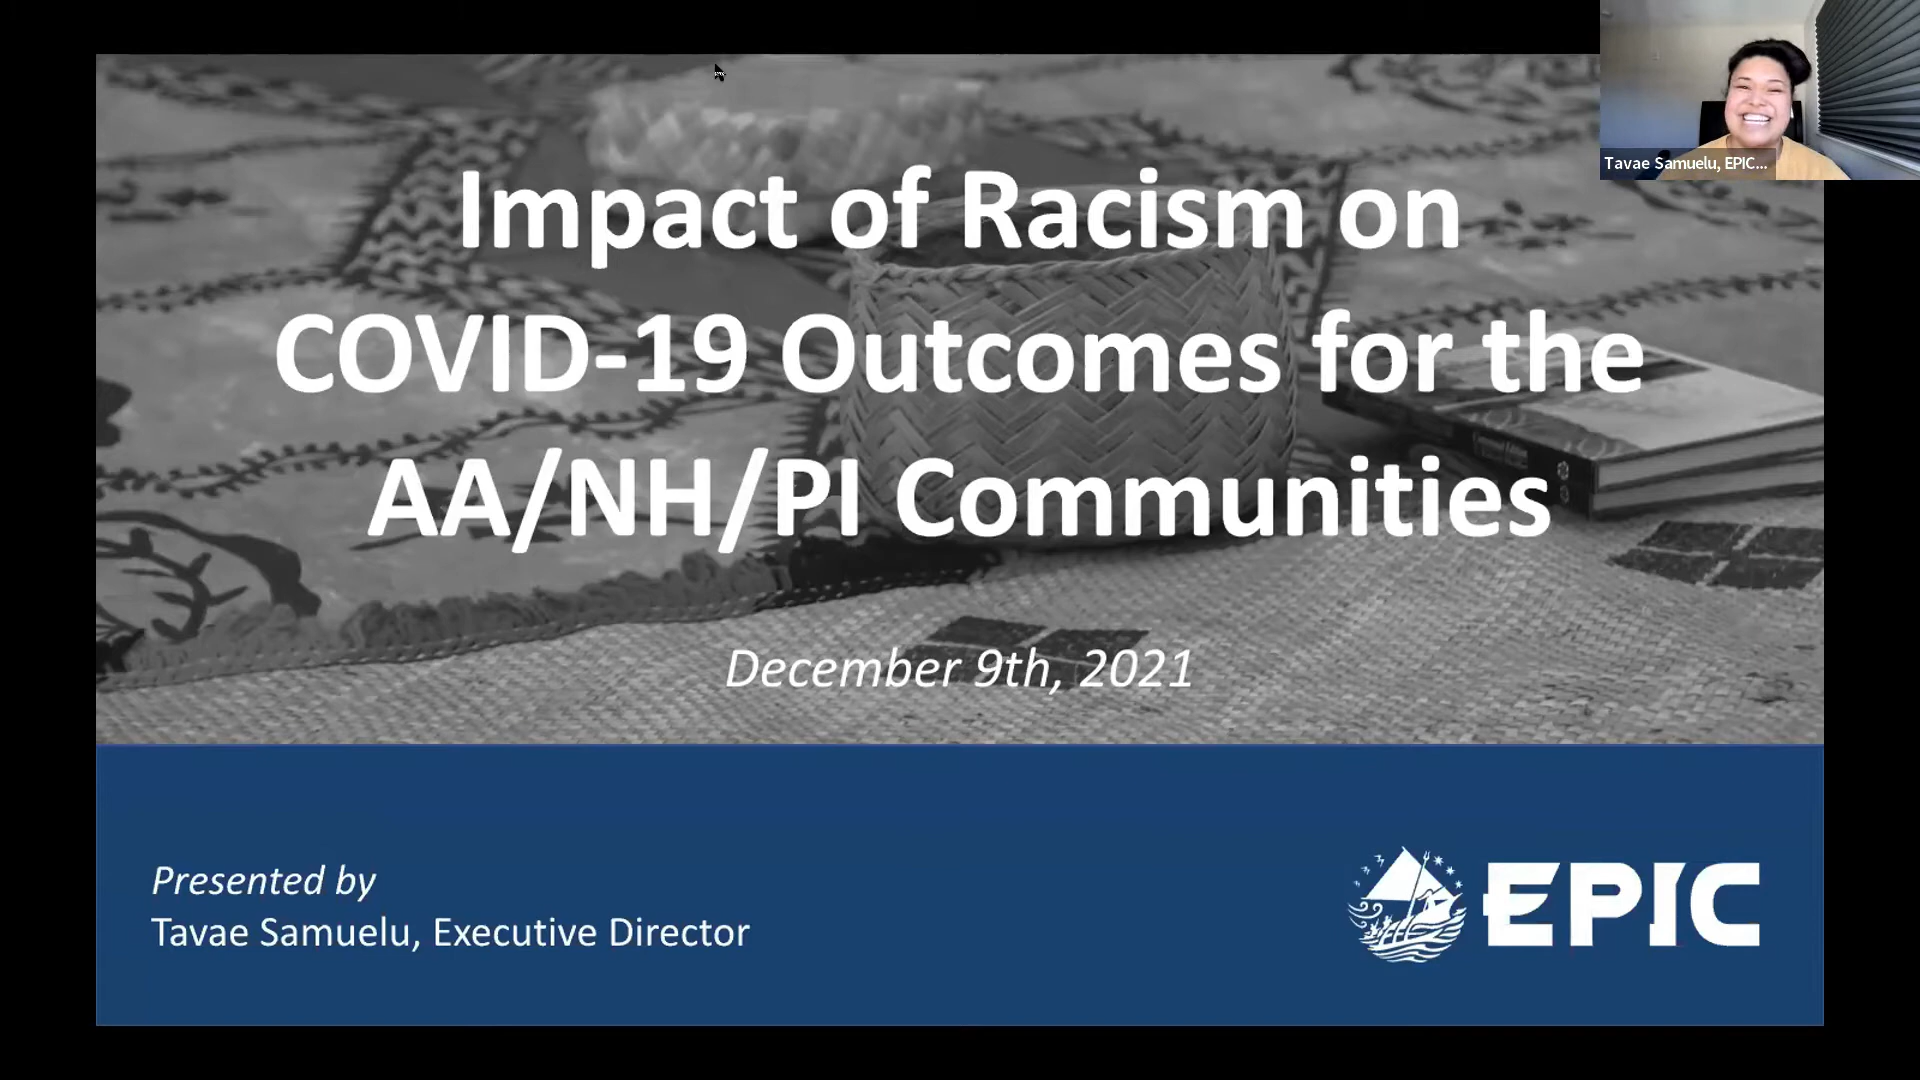 Tavae Samuelu, EPIC...
Impact of Racism on
COVID-19 Outcomes for the
AA/NH/PI Communities
December 9th, 2021
Presented by
Tavae Samuelu, Executive Director
EPIC